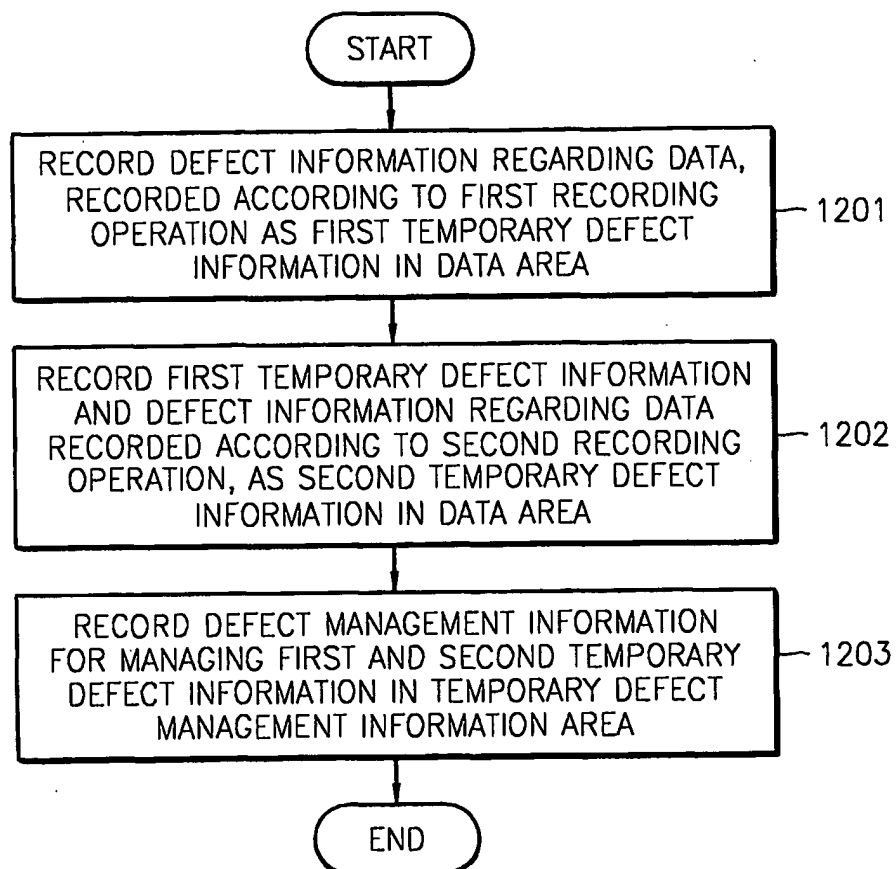 START
RECORD DEFECT INFORMATION REGARDING DATA,
RECORDED ACCORDING TO FIRST RECORDING
OPERATION AS FIRST TEMPORARY DEFECT
INFORMATION IN DATA AREA
1201
RECORD FIRST TEMPORARY DEFECT INFORMATION
AND DEFECT INFORMATION REGARDING DATA
RECORDED ACCORDING TO SECOND RECORDING
OPERATION, AS SECOND TEMPORARY DEFECT
INFORMATION IN DATA AREA
1202
RECORD DEFECT MANAGEMENT INFORMATION
FOR MANAGING FIRST AND SECOND TEMPORARY
DEFECT INFORMATION IN TEMPORARY DEFECT
MANAGEMENT INFORMATION AREA
1203
END